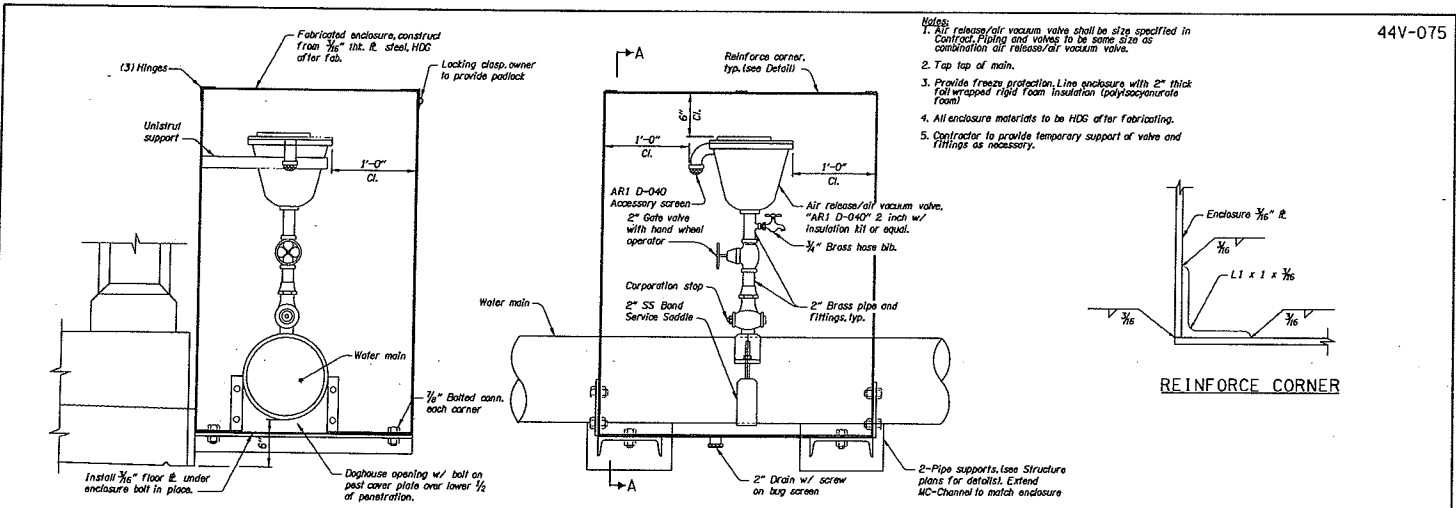 44V-075
Notes:
1. Air release/air vacuum valve shall be size specified in
Contract. Piping and valves to be same size as
combination air release/air vacuum valve.
2. Tap top of main.
3. Provide freeze protection. Line enclosure with 2" thick
foil wrapped rigid foam insulation (polyisocyanurate
foam)
4. All enclosure materials to be HDG after fabricating.
5. Contractor to provide temporary support of valve and
fittings as necessary.
Fabricated enclosure, construct
from 3/16" thk. ℄ steel, HDG
after fab.
(3) Hinges
Locking clasp, owner
to provide padlock
Unistrut
support
1'-0"
Cl.
Water main
7/8" Bolted conn.
each corner
6"
Install 3/16" floor ℄ under
enclosure bolt in place.
Doghouse opening w/ bolt on
pest cover plate over lower 1/2
of penetration.
A
Reinforce corner,
typ. (see Detail)
6"
Cl.
1'-0"
Cl.
1'-0"
Cl.
AR1 D-040
Accessory screen
2" Gate valve
with hand wheel
operator
Air release/air vacuum valve,
"AR1 D-040" 2 inch w/
insulation kit or equal.
3/4" Brass hose bib.
Corporation stop
2" SS Band
Service Saddle
2" Brass pipe and
fittings, typ.
Water main
A
2" Drain w/ screw
on bug screen
2-Pipe supports, (see Structure
plans for details). Extend
MC-Channel to match enclosure
Enclosure 3/16" ℄
3/16
L1 x 1 x 3/16
3/16
3/16
REINFORCE CORNER